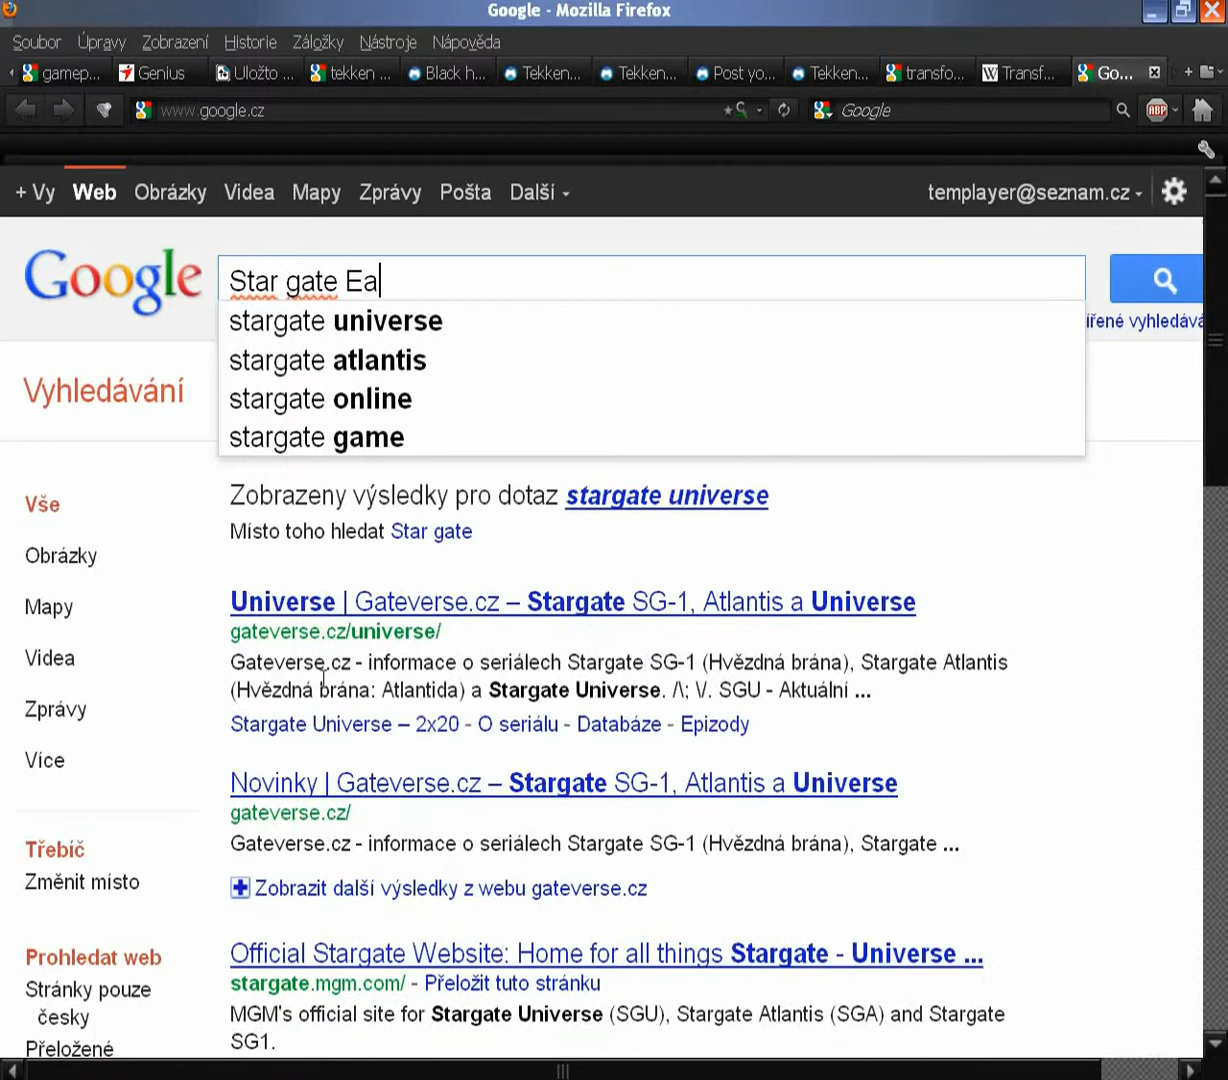 Google - Mozilla Firefox
Soubor Úpravy Zobrazení Historie Záložky Nástroje Nápověda
gamep... Genius Uložto ... tekken ... Black h... Tekken... Tekken... Post yo... Tekken... transfo... Transf... Go...
www.google.cz Google ABP
+ Vy Web Obrázky Videa Mapy Zprávy Pošta Další templayer@seznam.cz
Google Star gate Ea
stargate universe
stargate atlantis
stargate online
stargate game
ířené vyhledává
Vyhledávání
Zobrazeny výsledky pro dotaz stargate universe
Místo toho hledat Star gate
Vše
Obrázky
Mapy
Videa
Zprávy
Více
Universe | Gateverse.cz – Stargate SG-1, Atlantis a Universe
gateverse.cz/universe/
Gateverse.cz - informace o seriálech Stargate SG-1 (Hvězdná brána), Stargate Atlantis
(Hvězdná brána: Atlantida) a Stargate Universe. /\; \/. SGU - Aktuální ...
Stargate Universe – 2x20 - O seriálu - Databáze - Epizody
Novinky | Gateverse.cz – Stargate SG-1, Atlantis a Universe
gateverse.cz/
Gateverse.cz - informace o seriálech Stargate SG-1 (Hvězdná brána), Stargate ...
Zobrazit další výsledky z webu gateverse.cz
Třebíč
Změnit místo
Prohledat web
Stránky pouze
česky
Přeložené
Official Stargate Website: Home for all things Stargate - Universe ...
stargate.mgm.com/ - Přeložit tuto stránku
MGM's official site for Stargate Universe (SGU), Stargate Atlantis (SGA) and Stargate
SG1.